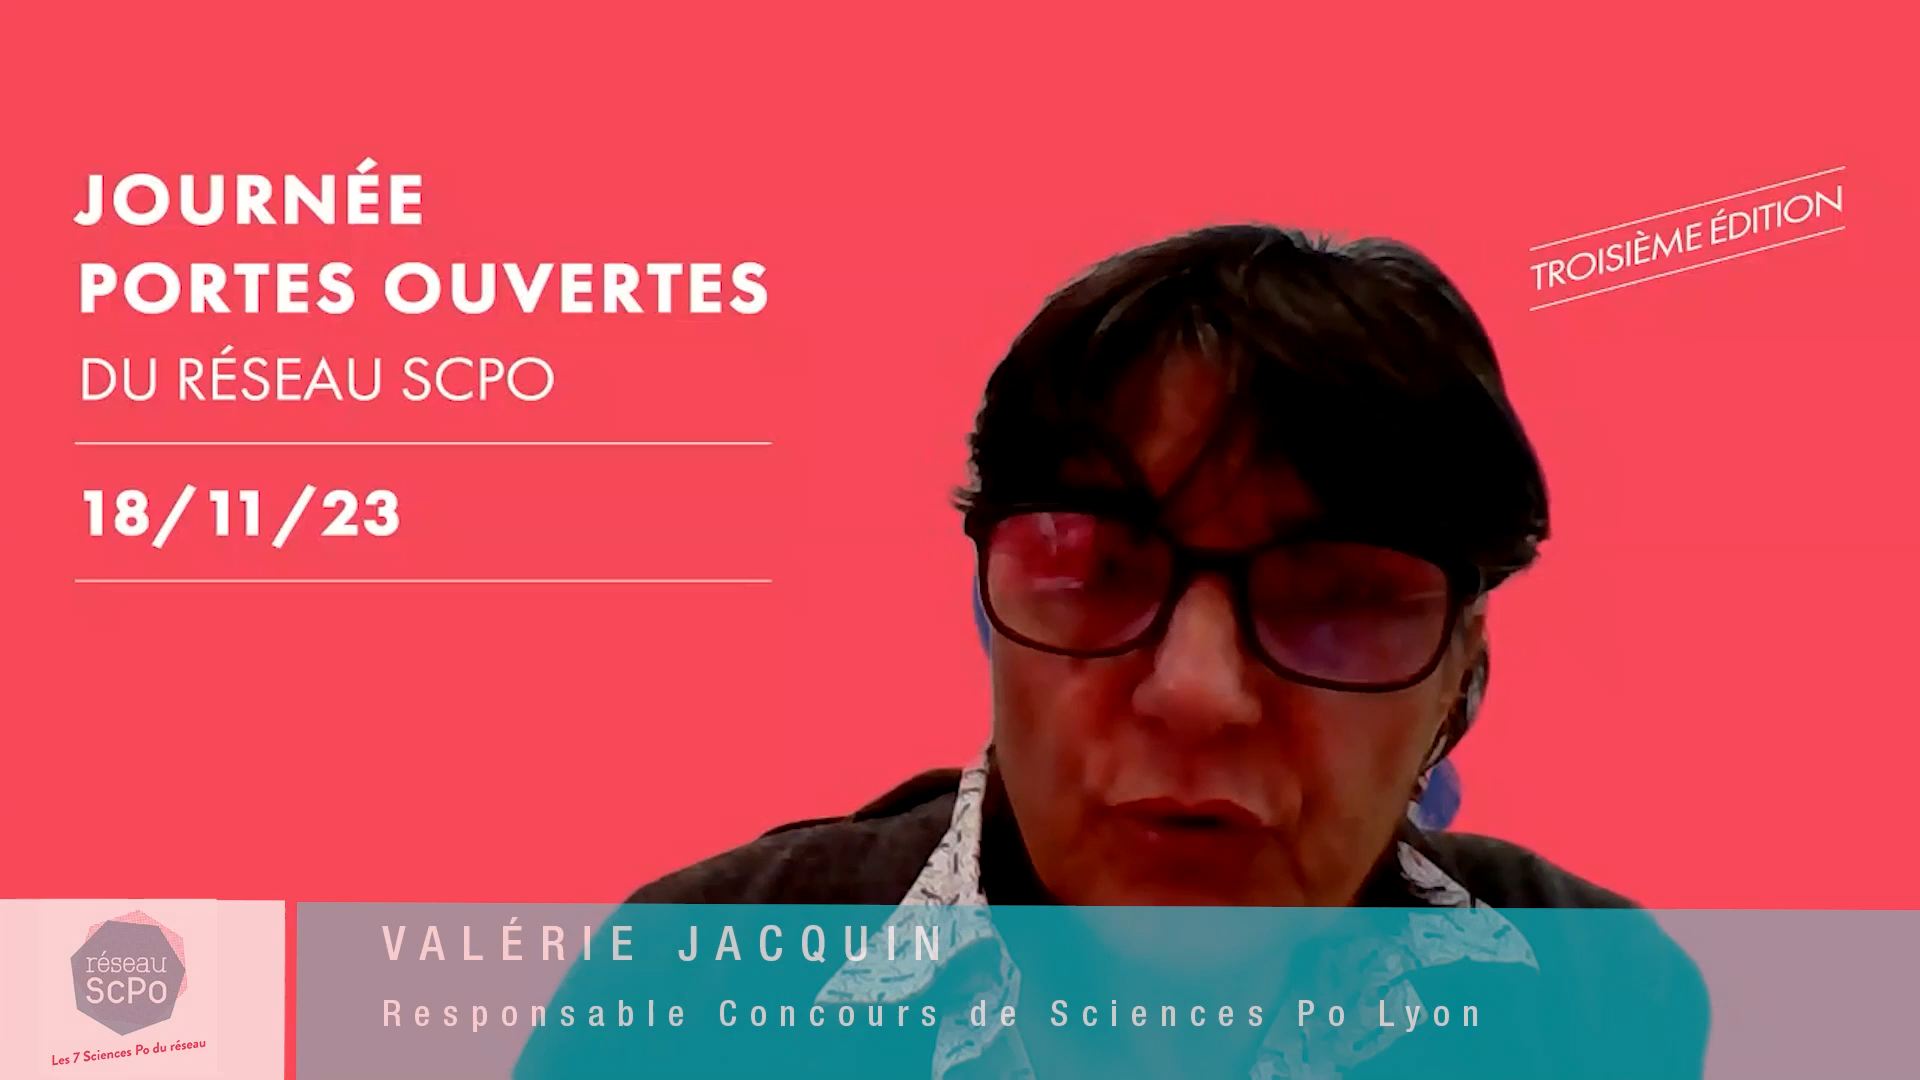 JOURNÉE
PORTES OUVERTES
DU RÉSEAU SCPO
18/11/23
TROISIÈME ÉDITION
VALÉRIE JACQUIN
Responsable Concours de Sciences Po Lyon
réseau
ScPo
Les 7 Sciences Po du réseau